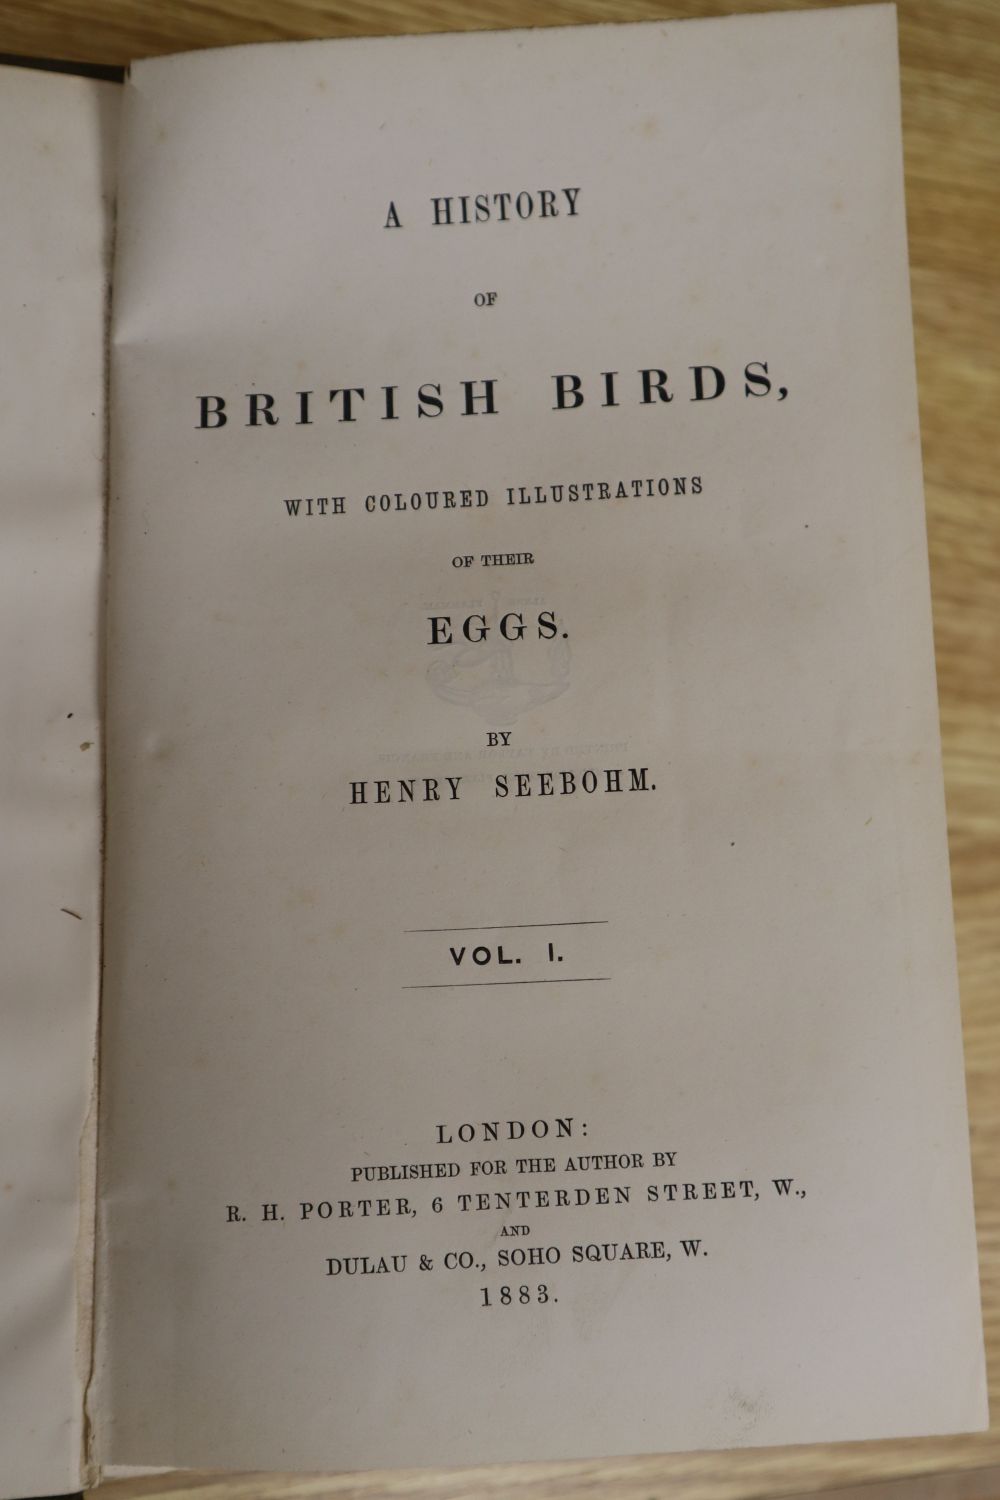 A HISTORY
OF
BRITISH BIRDS,
WITH COLOURED ILLUSTRATIONS
OF THEIR
EGGS.
BY
HENRY SEEBOHM.
VOL. I.
LONDON:
PUBLISHED FOR THE AUTHOR BY
R. H. PORTER, 6 TENTERDEN STREET, W.,
AND
DULAU & CO., SOHO SQUARE, W.
1883.